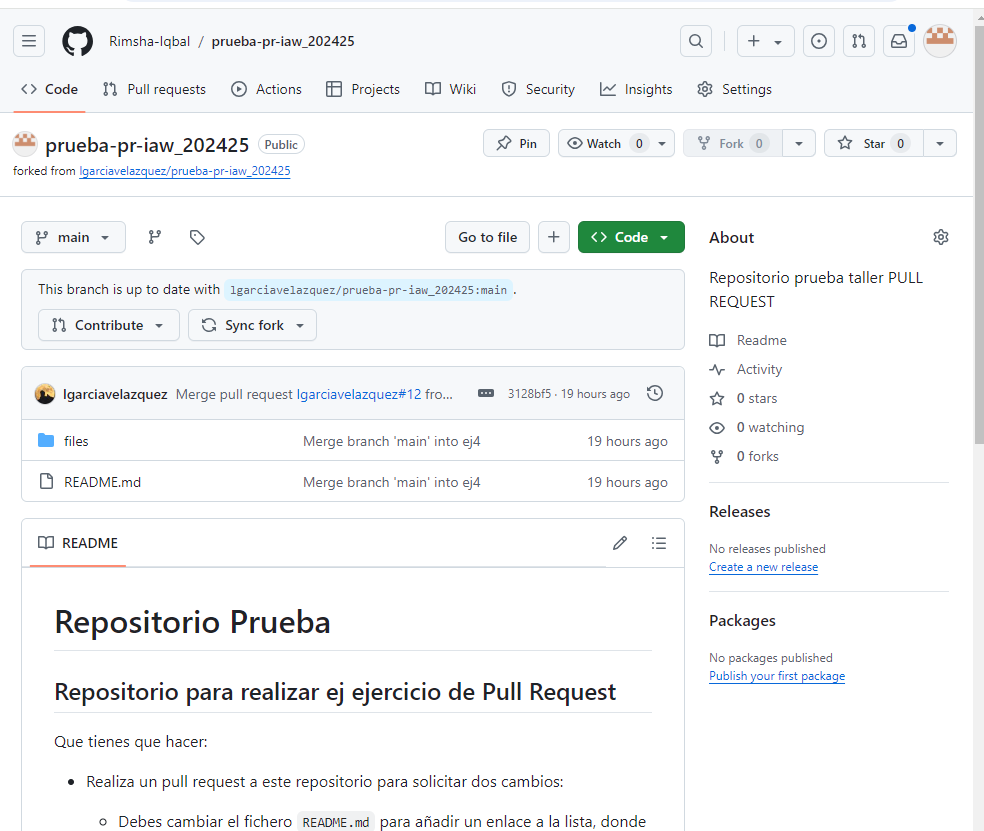 Rimsha-Iqbal / prueba-pr-iaw_202425
Code Pull requests Actions Projects Wiki Security Insights Settings
prueba-pr-iaw_202425 Public
Pin Watch 0 Fork 0 Star 0
forked from lgarciavelazquez/prueba-pr-iaw_202425
main Go to file Code
This branch is up to date with lgarciavelazquez/prueba-pr-iaw_202425:main .
Contribute Sync fork
lgarciavelazquez Merge pull request lgarciavelazquez#12 fro... 3128bf5 · 19 hours ago
files Merge branch 'main' into ej4 19 hours ago
README.md Merge branch 'main' into ej4 19 hours ago
README
Repositorio Prueba
Repositorio para realizar ej ejercicio de Pull Request
Que tienes que hacer:
Realiza un pull request a este repositorio para solicitar dos cambios:
Debes cambiar el fichero README.md para añadir un enlace a la lista, donde
About
Repositorio prueba taller PULL
REQUEST
Readme
Activity
0 stars
0 watching
0 forks
Releases
No releases published
Create a new release
Packages
No packages published
Publish your first package